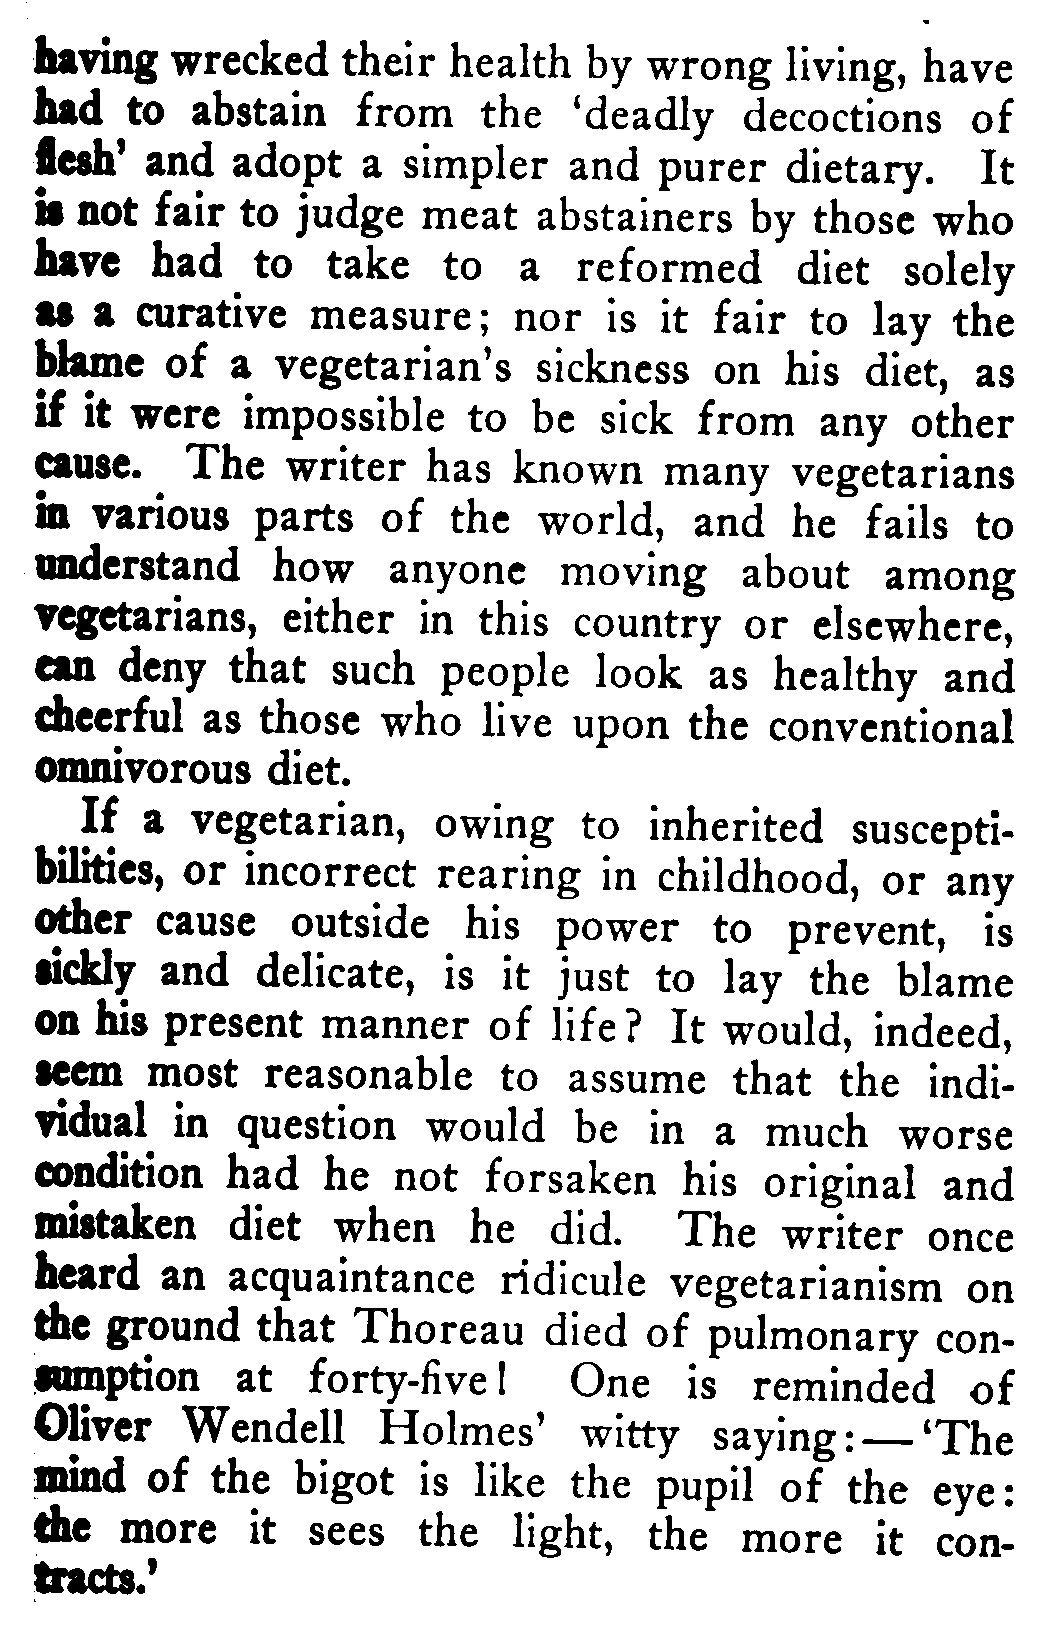 having wrecked their health by wrong living, have
had to abstain from the ‘deadly decoctions of
flesh’ and adopt a simpler and purer dietary. It
is not fair to judge meat abstainers by those who
have had to take to a reformed diet solely
as a curative measure; nor is it fair to lay the
blame of a vegetarian’s sickness on his diet, as
if it were impossible to be sick from any other
cause. The writer has known many vegetarians
in various parts of the world, and he fails to
understand how anyone moving about among
vegetarians, either in this country or elsewhere,
can deny that such people look as healthy and
cheerful as those who live upon the conventional
omnivorous diet.
If a vegetarian, owing to inherited suscepti-
bilities, or incorrect rearing in childhood, or any
other cause outside his power to prevent, is
sickly and delicate, is it just to lay the blame
on his present manner of life? It would, indeed,
seem most reasonable to assume that the indi-
vidual in question would be in a much worse
condition had he not forsaken his original and
mistaken diet when he did. The writer once
heard an acquaintance ridicule vegetarianism on
the ground that Thoreau died of pulmonary con-
sumption at forty-five! One is reminded of
Oliver Wendell Holmes’ witty saying:—‘The
mind of the bigot is like the pupil of the eye:
the more it sees the light, the more it con-
tracts.’